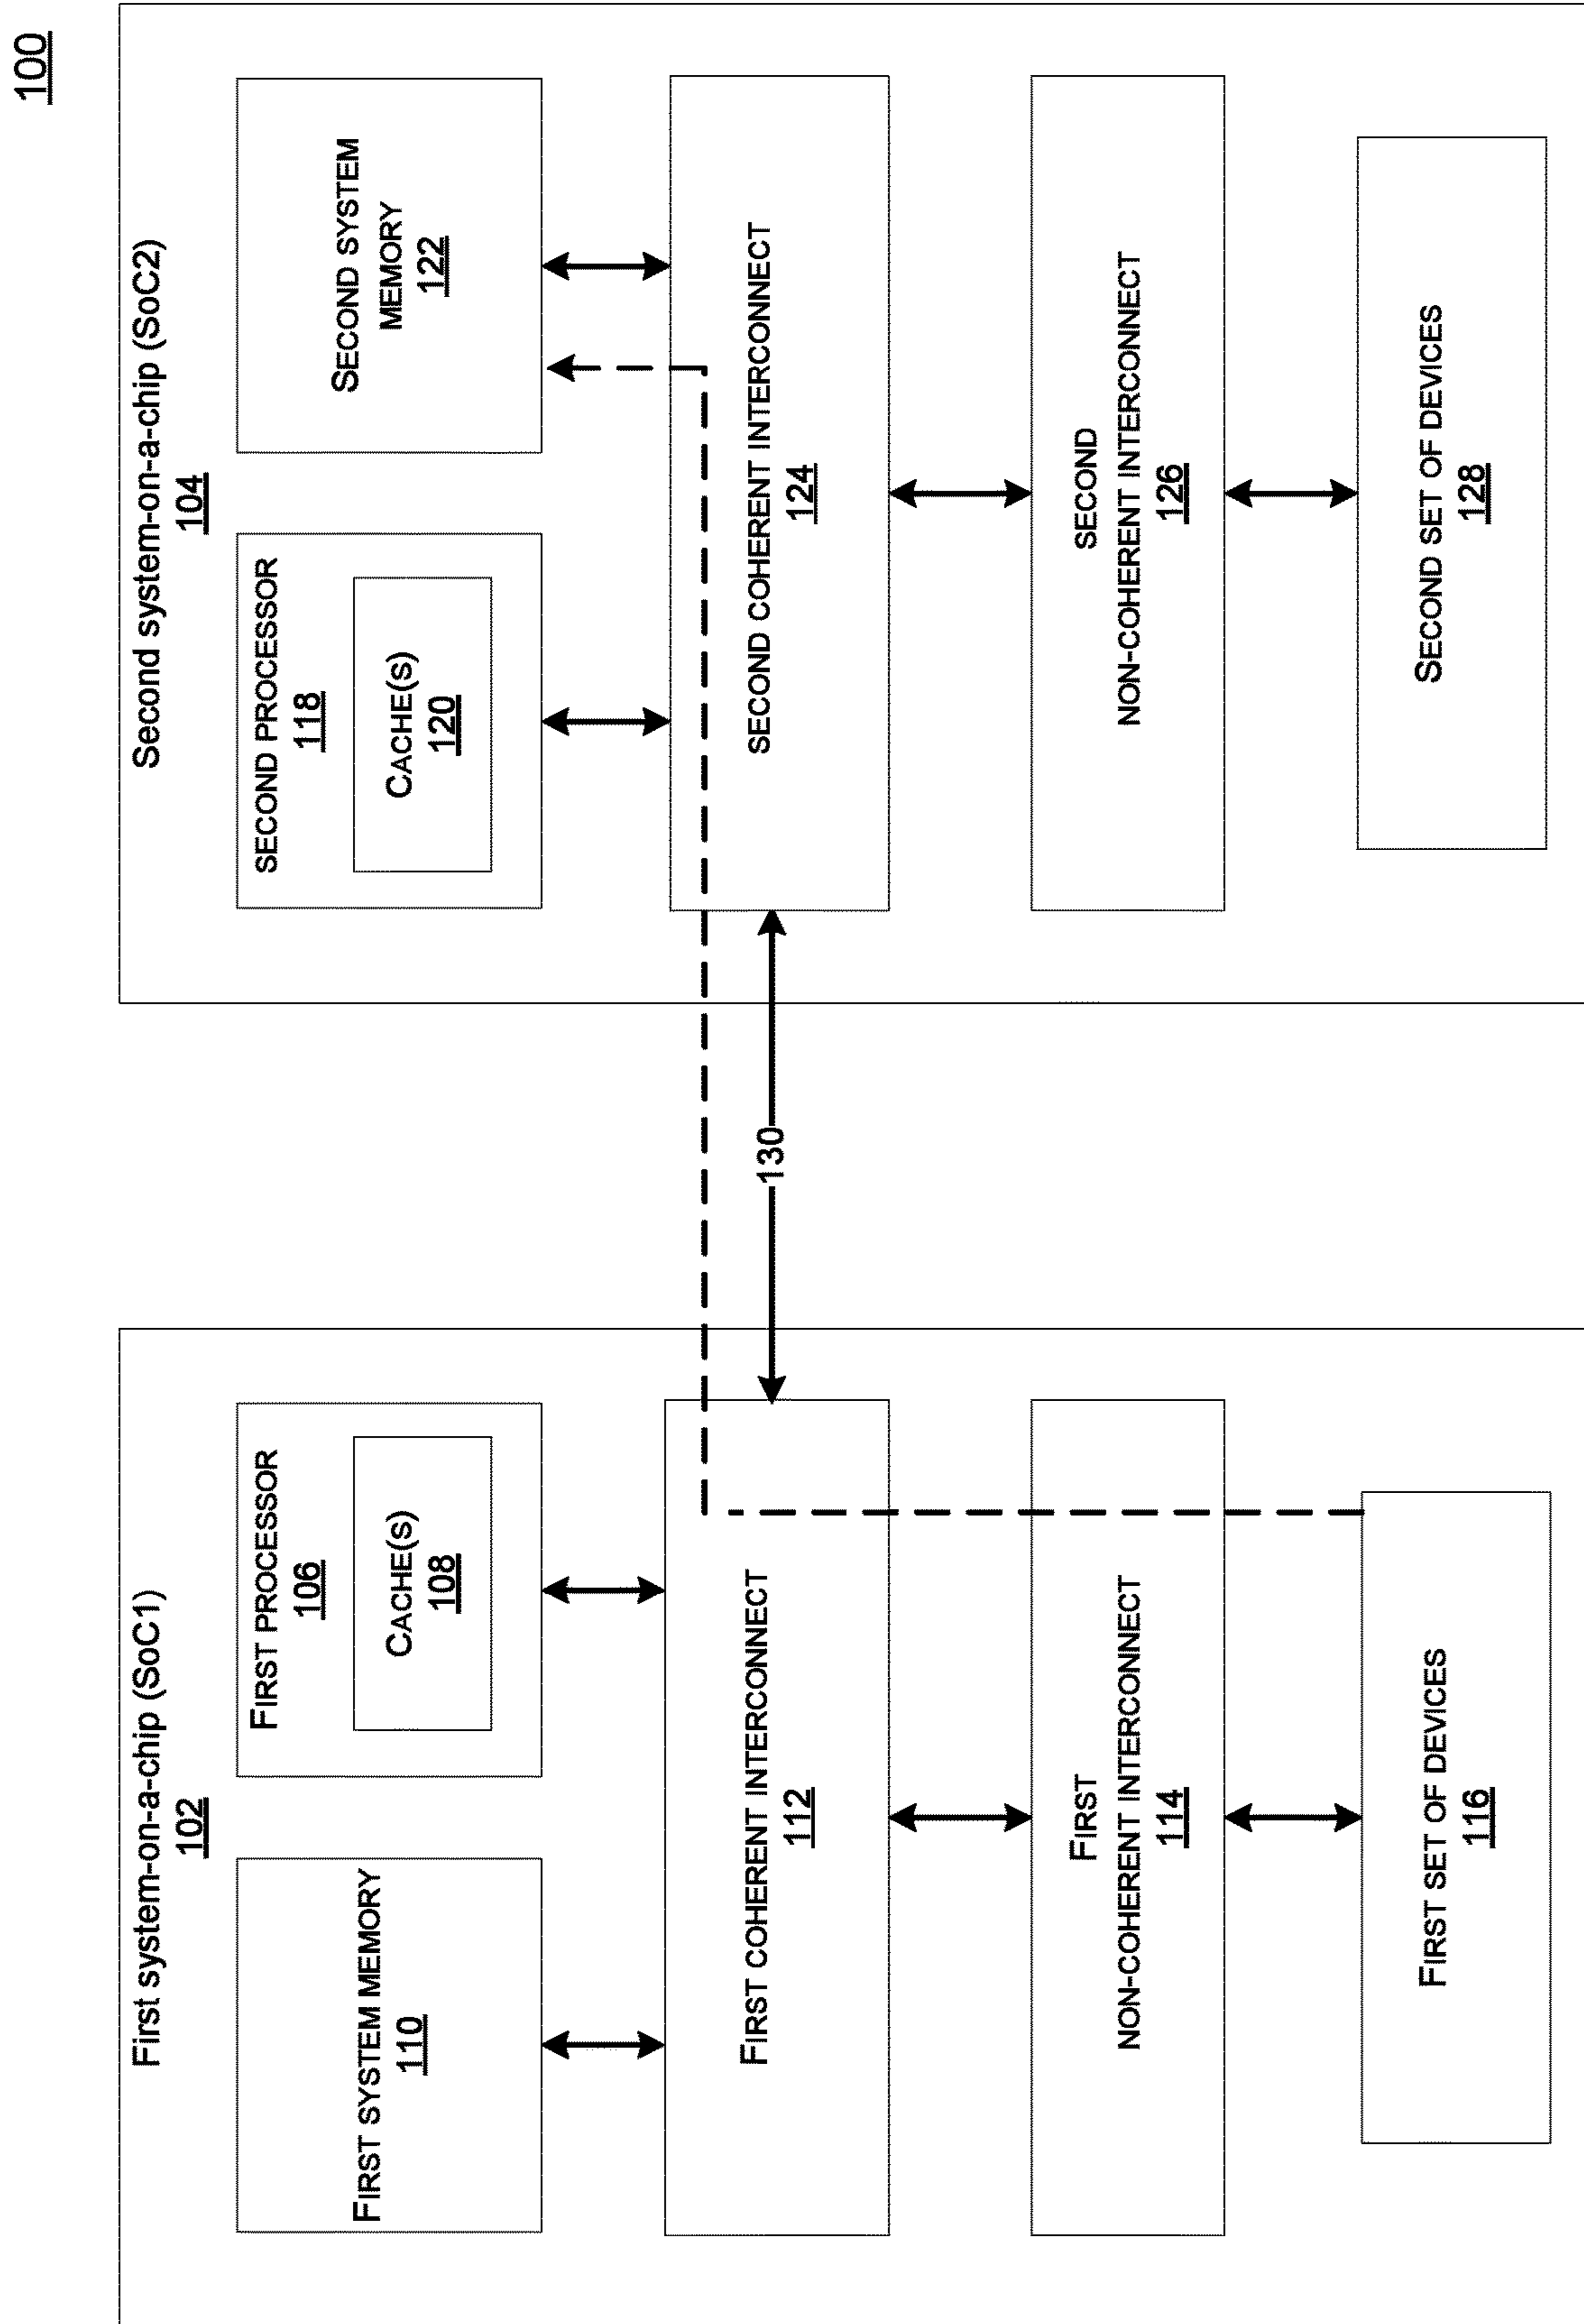 100
First system-on-a-chip (SoC1)
102
FIRST SYSTEM MEMORY
110
FIRST PROCESSOR
106
CACHE(S)
108
FIRST COHERENT INTERCONNECT
112
FIRST
NON-COHERENT INTERCONNECT
114
FIRST SET OF DEVICES
116
130
Second system-on-a-chip (SoC2)
104
SECOND PROCESSOR
118
CACHE(S)
120
SECOND SYSTEM
MEMORY
122
SECOND COHERENT INTERCONNECT
124
SECOND
NON-COHERENT INTERCONNECT
126
SECOND SET OF DEVICES
128